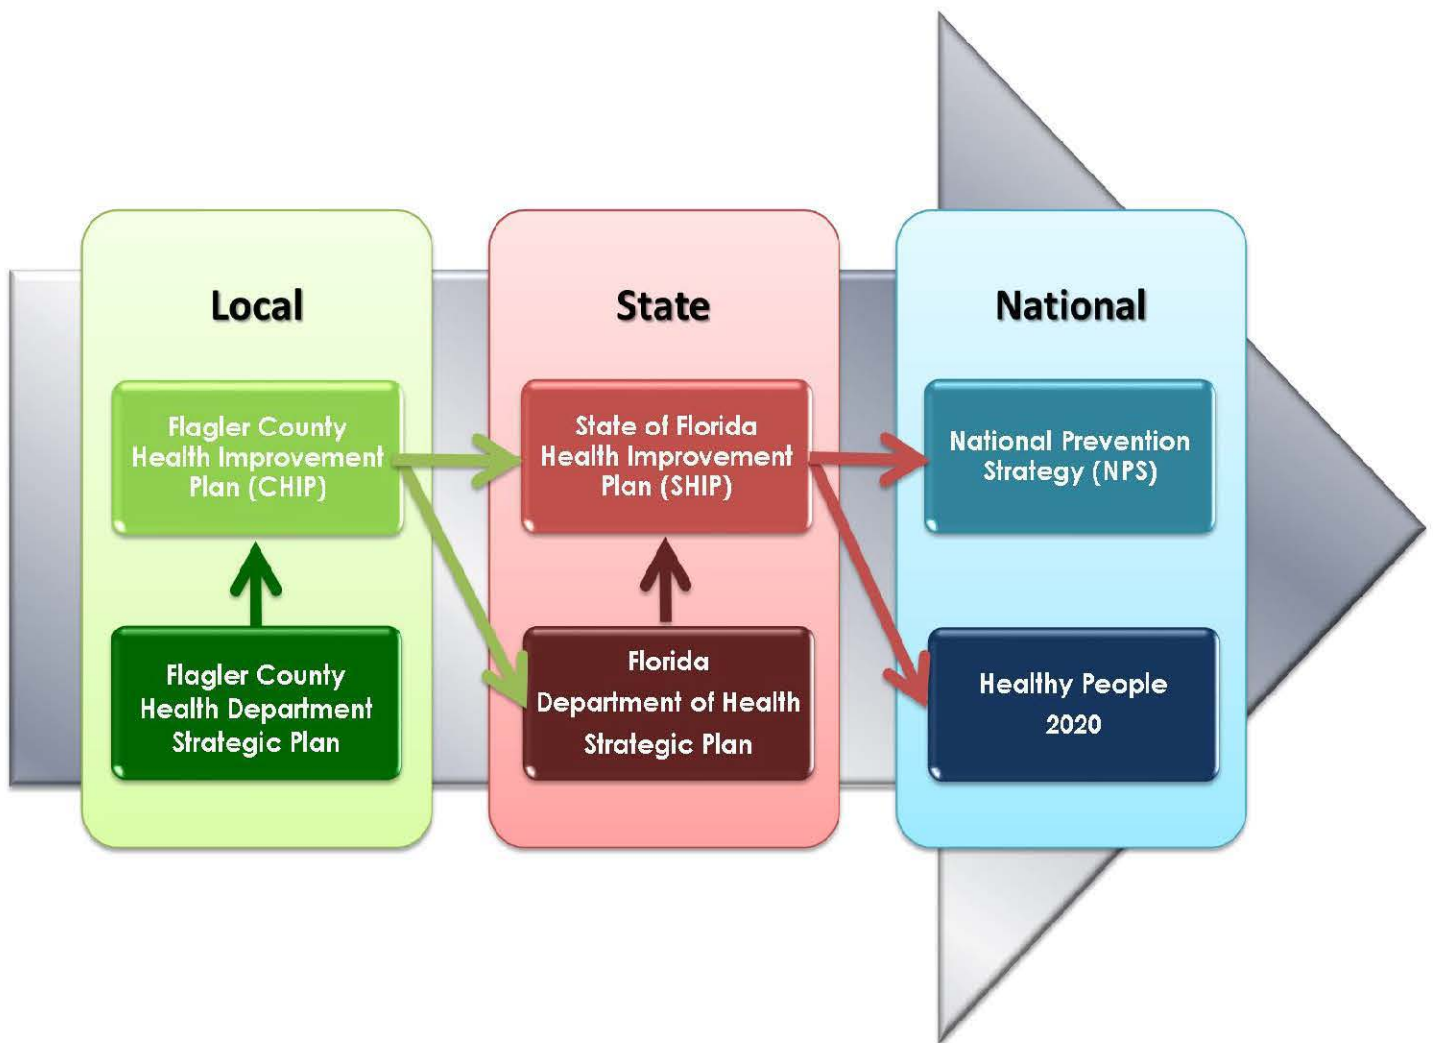 Local
Flagler County
Health Improvement
Plan (CHIP)
Flagler County
Health Department
Strategic Plan
State
State of Florida
Health Improvement
Plan (SHIP)
Florida
Department of Health
Strategic Plan
National
National Prevention
Strategy (NPS)
Healthy People
2020